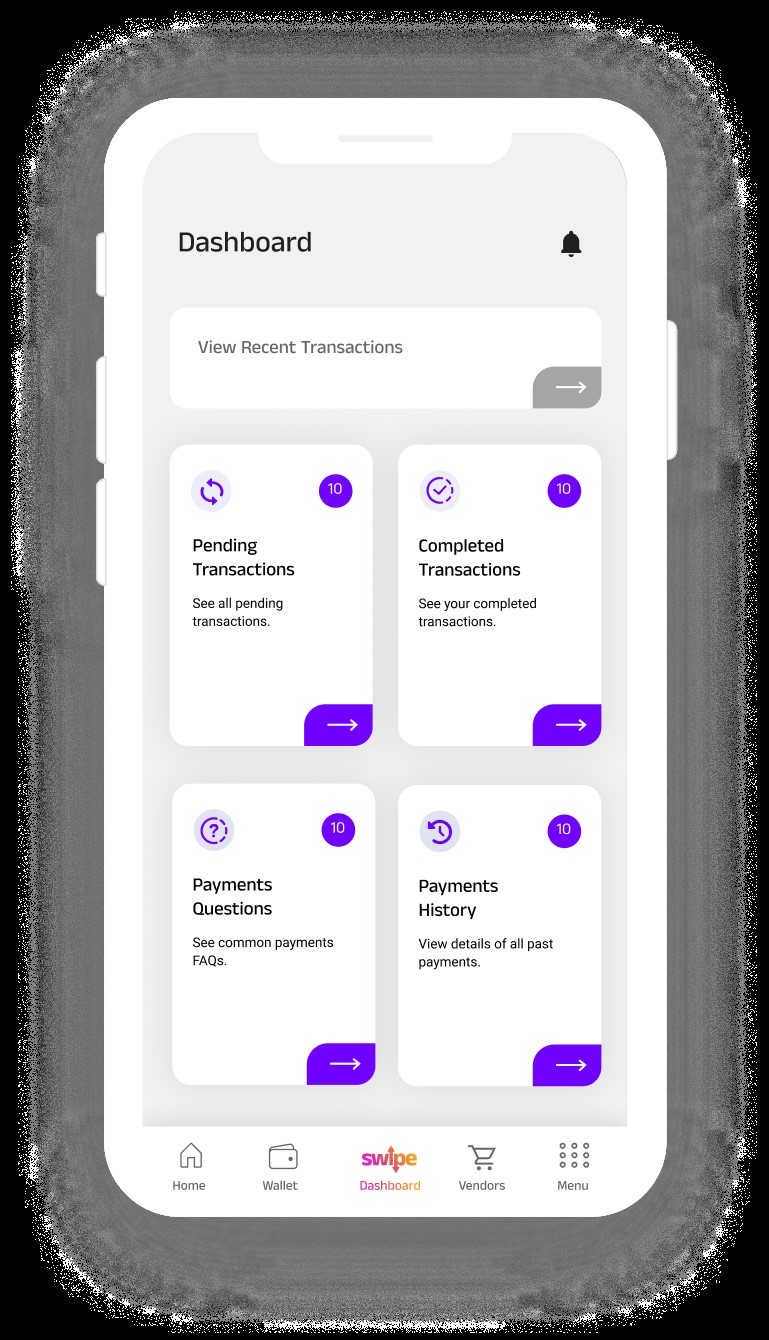 Dashboard
View Recent Transactions
10
10
Pending
Transactions
Completed
Transactions
See all pending
transactions.
See your completed
transactions.
10
10
Payments
Questions
Payments
History
See common payments
FAQs.
View details of all past
payments.
swipe
Home
Wallet
Dashboard
Vendors
Menu